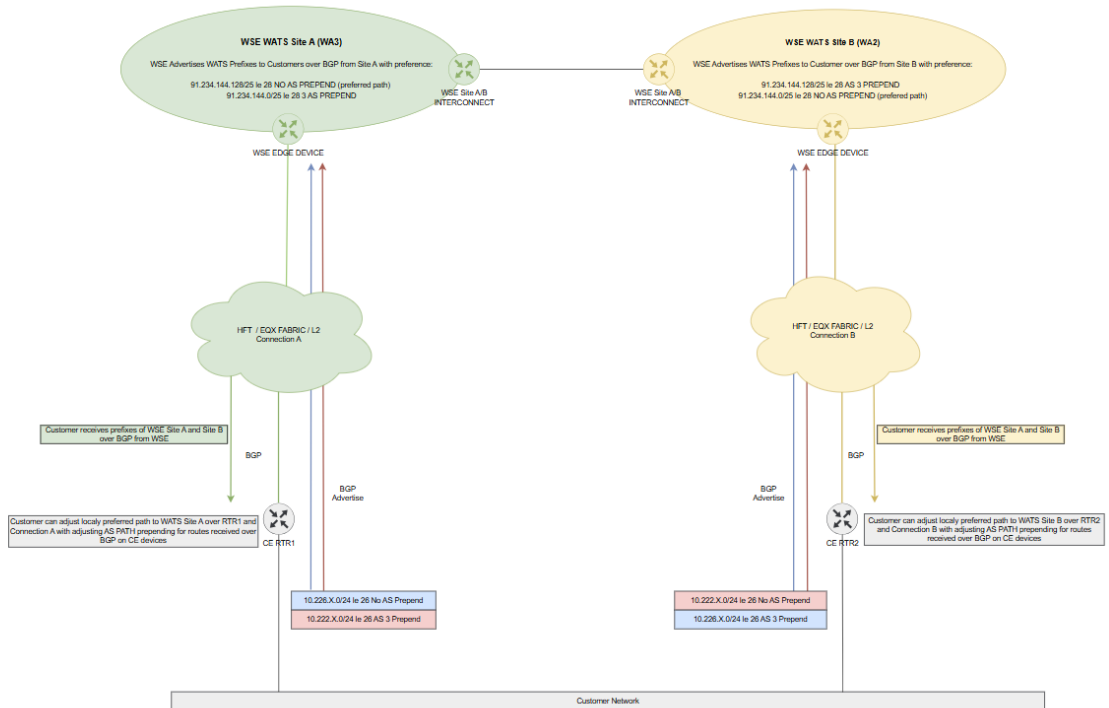 WSE WATS Site A (WA3)
WSE Advertises WATS Prefixes to Customers over BGP from Site A with preference:
91.234.144.128/25 le 28 NO AS PREPEND (preferred path)
91.234.144.0/25 le 28 3 AS PREPEND
WSE EDGE DEVICE
WSE Site A/B
INTERCONNECT
WSE WATS Site B (WA2)
WSE Advertises WATS Prefixes to Customer over BGP from Site B with preference:
91.234.144.128/25 le 28 AS 3 PREPEND
91.234.144.0/25 le 28 NO AS PREPEND (preferred path)
WSE Site A/B
INTERCONNECT
WSE EDGE DEVICE
HFT / EQX FABRIC / L2
Connection A
HFT / EQX FABRIC / L2
Connection B
Customer receives prefixes of WSE Site A and Site B
over BGP from WSE
BGP
BGP
Advertise
Customer can adjust localy preferred path to WATS Site A over RTR1 and
Connection A with adjusting AS PATH prepending for routes received over
BGP on CE devices
CE RTR1
10.226.X.0/24 le 26 No AS Prepend
10.222.X.0/24 le 26 AS 3 Prepend
Customer receives prefixes of WSE Site A and Site B
over BGP from WSE
BGP
BGP
Advertise
Customer can adjust localy preferred path to WATS Site B over RTR2
and Connection B with adjusting AS PATH prepending for routes
received over BGP on CE devices
CE RTR2
10.222.X.0/24 le 26 No AS Prepend
10.226.X.0/24 le 26 AS 3 Prepend
Customer Network